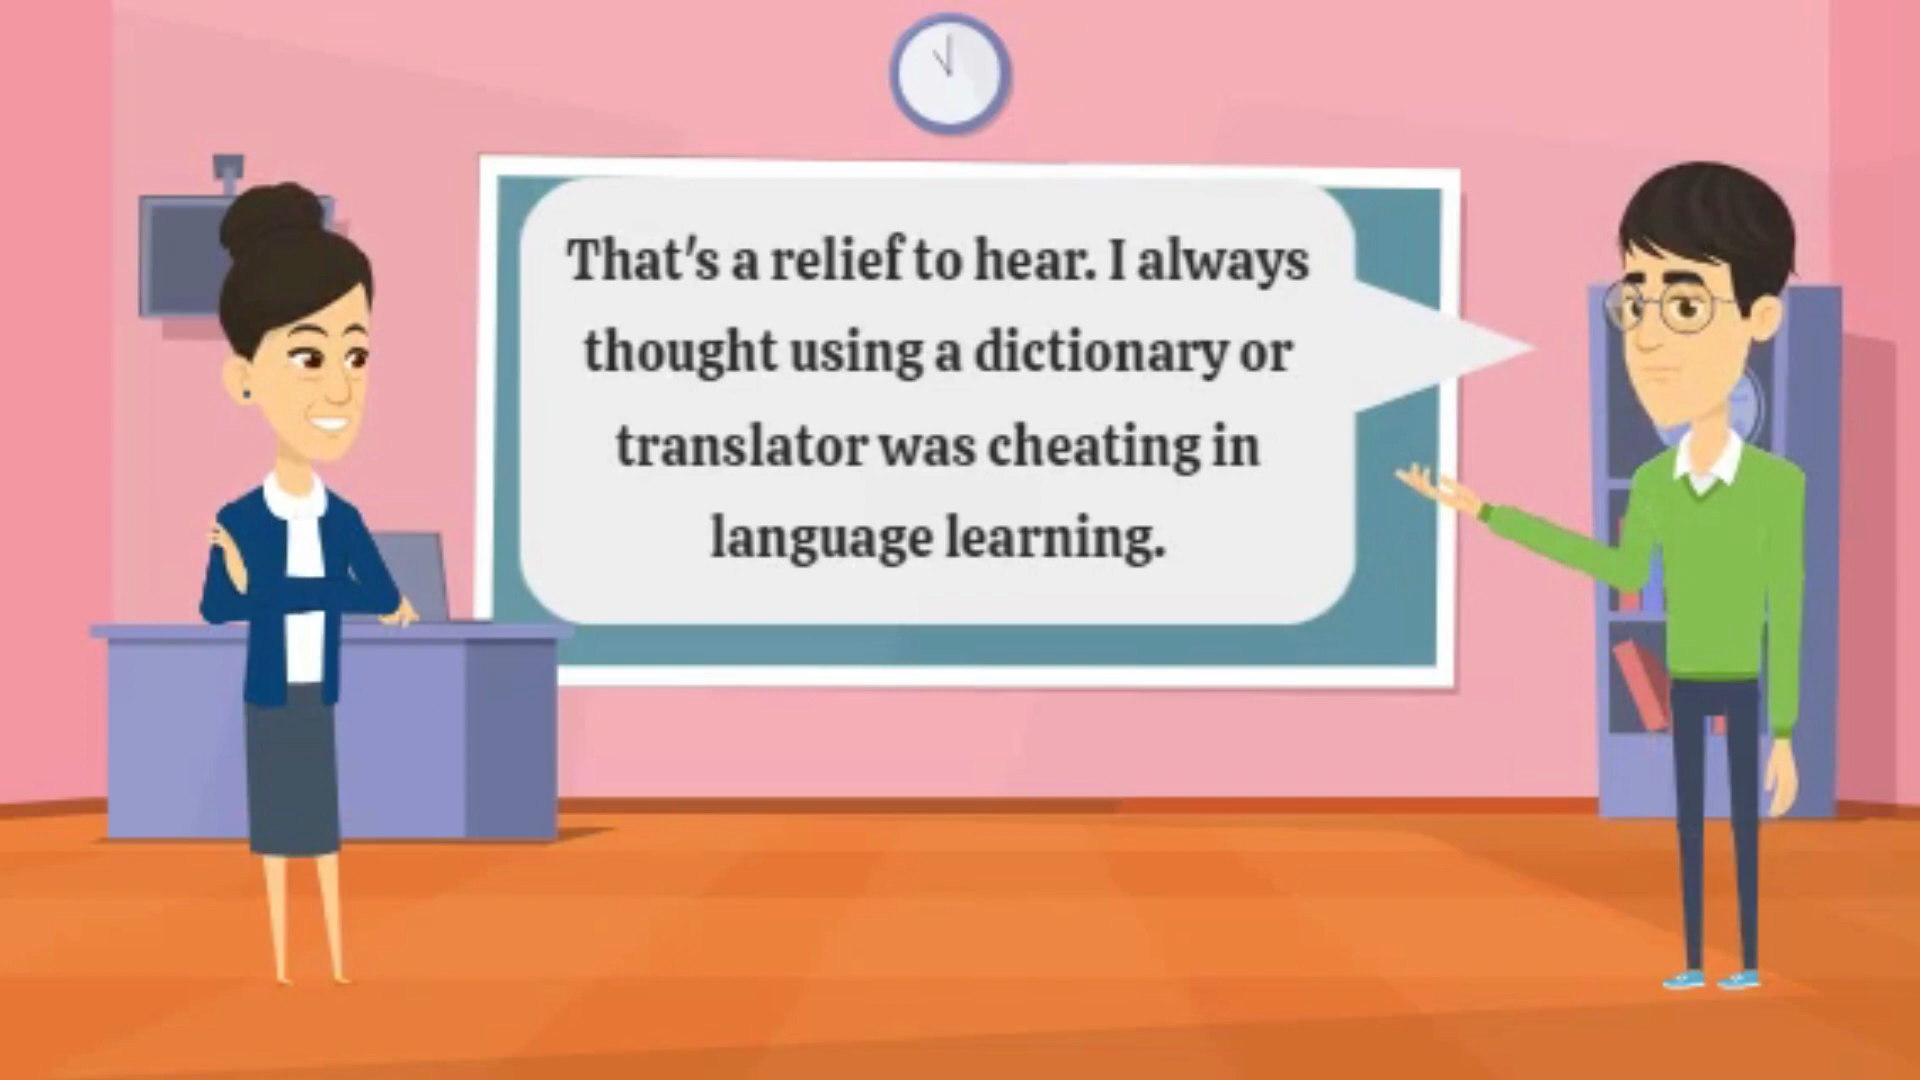 That's a relief to hear. I always
thought using a dictionary or
translator was cheating in
language learning.